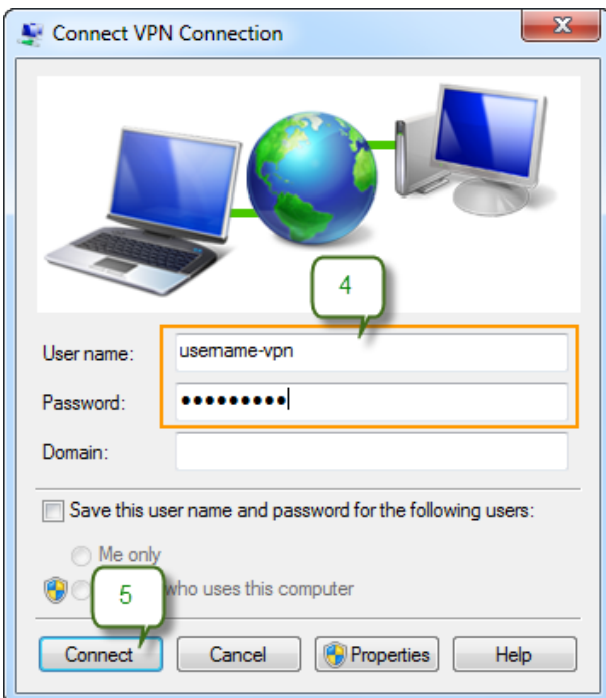 Connect VPN Connection
X
4
User name: username-vpn
Password: •••••••••
Domain:
Save this user name and password for the following users:
Me only
who uses this computer
5
Connect Cancel Properties Help